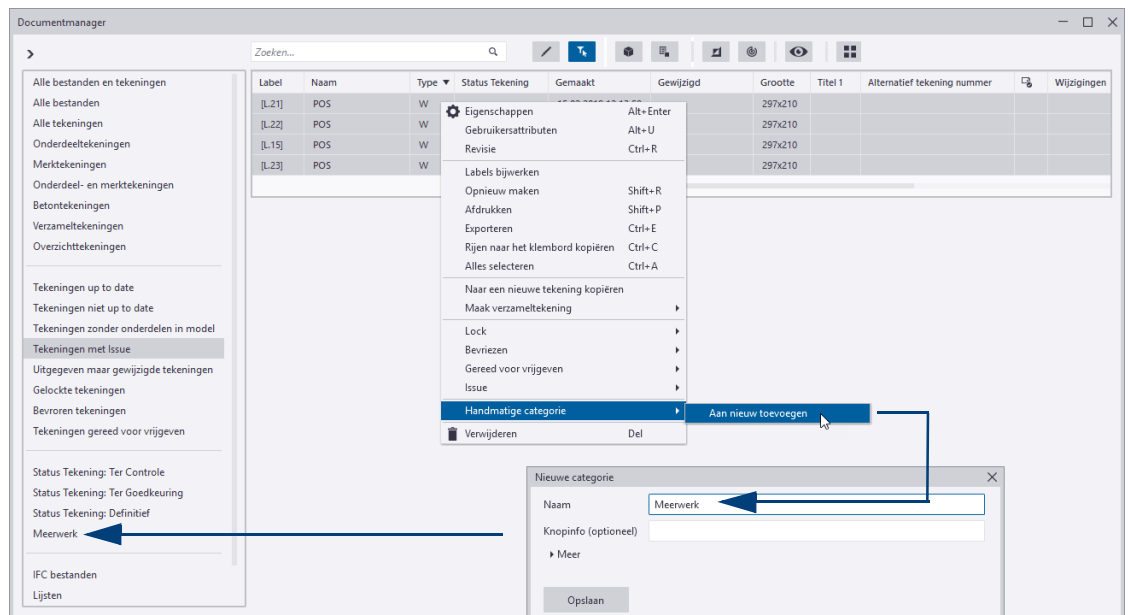 Documentmanager
Zoeken...
Alle bestanden en tekeningen
Alle bestanden
Alle tekeningen
Onderdeeltekeningen
Merktekeningen
Onderdeel- en merktekeningen
Betontekeningen
Verzameltekeningen
Overzichttekeningen
Tekeningen up to date
Tekeningen niet up to date
Tekeningen zonder onderdelen in model
Tekeningen met Issue
Uitgegeven maar gewijzigde tekeningen
Gelockte tekeningen
Bevroren tekeningen
Tekeningen gereed voor vrijgeven
Status Tekening: Ter Controle
Status Tekening: Ter Goedkeuring
Status Tekening: Definitief
Meerwerk
IFC bestanden
Lijsten
Label Naam Type Status Tekening Gemaakt Gewijzigd Grootte Titel 1 Alternatief tekening nummer Wijzigingen
[L.21] POS W 297x210
[L.22] POS W 297x210
[L.15] POS W 297x210
[L.23] POS W 297x210
Eigenschappen Alt+Enter
Gebruikersattributen Alt+U
Revisie Ctrl+R
Labels bijwerken
Opnieuw maken Shift+R
Afdrukken Shift+P
Exporteren Ctrl+E
Rijen naar het klembord kopiëren Ctrl+C
Alles selecteren Ctrl+A
Naar een nieuwe tekening kopiëren
Maak verzameltekening
Lock
Bevriezen
Gereed voor vrijgeven
Issue
Handmatige categorie
Aan nieuw toevoegen
Verwijderen Del
Nieuwe categorie
Naam Meerwerk
Knopinfo (optioneel)
Meer
Opslaan